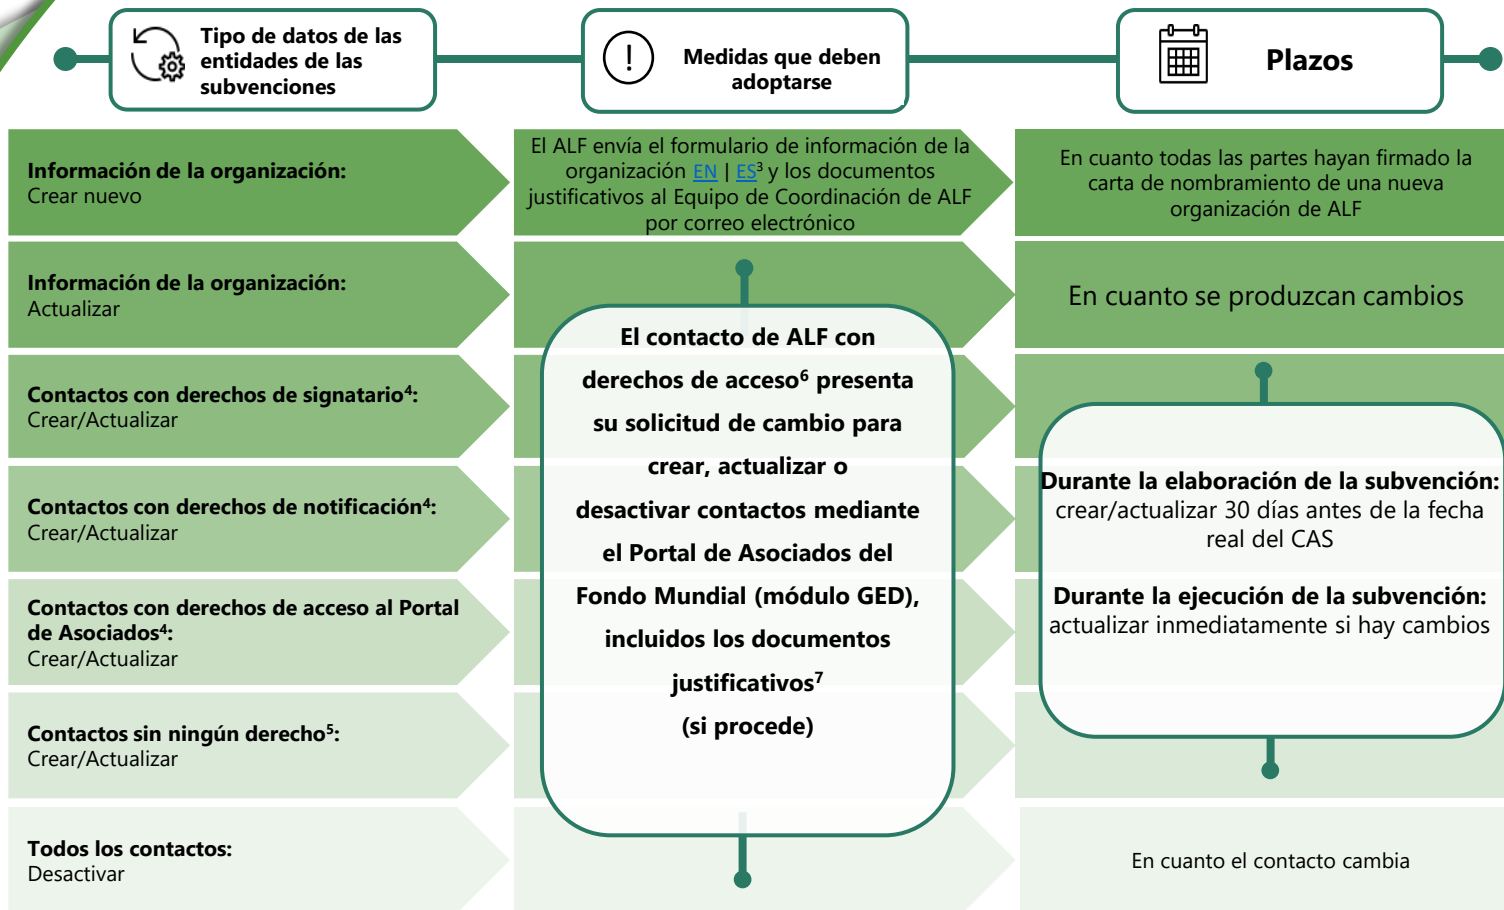 Tipo de datos de las
entidades de las
subvenciones
Medidas que deben
adoptarse
Plazos
Información de la organización:
Crear nuevo
El ALF envía el formulario de información de la
organización EN | ES³ y los documentos
justificativos al Equipo de Coordinación de ALF
por correo electrónico
En cuanto todas las partes hayan firmado la
carta de nombramiento de una nueva
organización de ALF
Información de la organización:
Actualizar
En cuanto se produzcan cambios
Contactos con derechos de signatario⁴:
Crear/Actualizar
Contactos con derechos de notificación⁴:
Crear/Actualizar
Contactos con derechos de acceso al Portal
de Asociados⁴:
Crear/Actualizar
Contactos sin ningún derecho⁵:
Crear/Actualizar
El contacto de ALF con
derechos de acceso⁶ presenta
su solicitud de cambio para
crear, actualizar o
desactivar contactos mediante
el Portal de Asociados del
Fondo Mundial (módulo GED),
incluidos los documentos
justificativos⁷
(si procede)
Durante la elaboración de la subvención:
crear/actualizar 30 días antes de la fecha
real del CAS
Durante la ejecución de la subvención:
actualizar inmediatamente si hay cambios
Todos los contactos:
Desactivar
En cuanto el contacto cambia